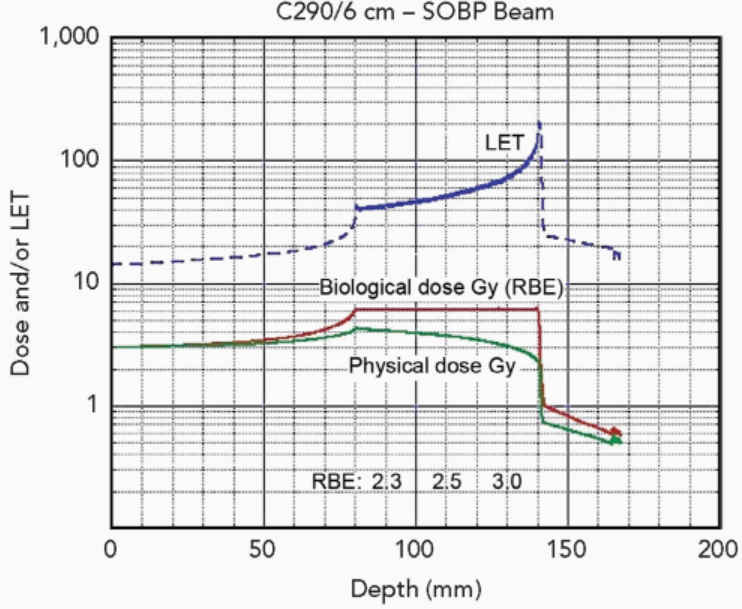 C290/6 cm – SOBP Beam
1,000
100
10
1
Dose and/or LET
LET
Biological dose Gy (RBE)
Physical dose Gy
RBE: 2.3 2.5 3.0
0 50 100 150 200
Depth (mm)